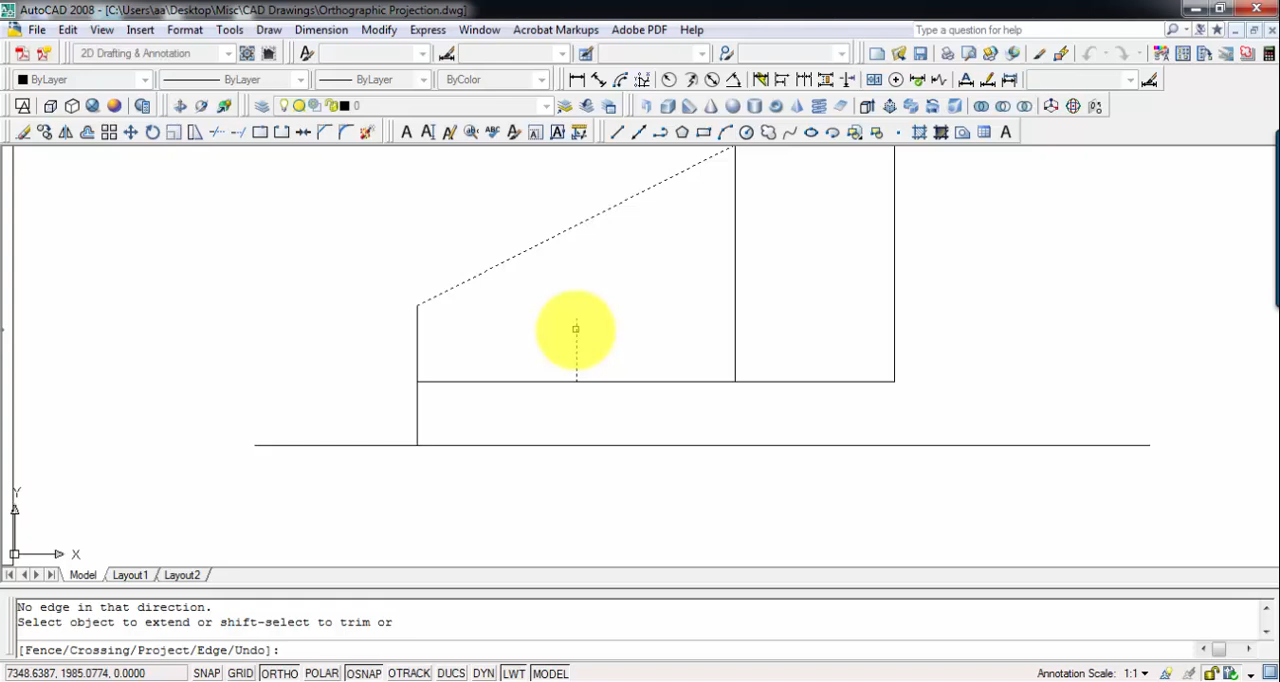 AutoCAD 2008 - [C:\Users\aa\Desktop\Misc\CAD Drawings\Orthographic Projection.dwg]
File Edit View Insert Format Tools Draw Dimension Modify Express Window Acrobat Markups Adobe PDF Help Type a question for help
2D Drafting & Annotation
ByLayer ByLayer ByLayer ByColor
0
Y
X
Model Layout1 Layout2
No edge in that direction.
Select object to extend or shift-select to trim or
[Fence/Crossing/Project/Edge/Undo]:
7348.6387, 1985.0774, 0.0000 SNAP GRID ORTHO POLAR OSNAP OTRACK DUCS DYN LWT MODEL Annotation Scale: 1:1